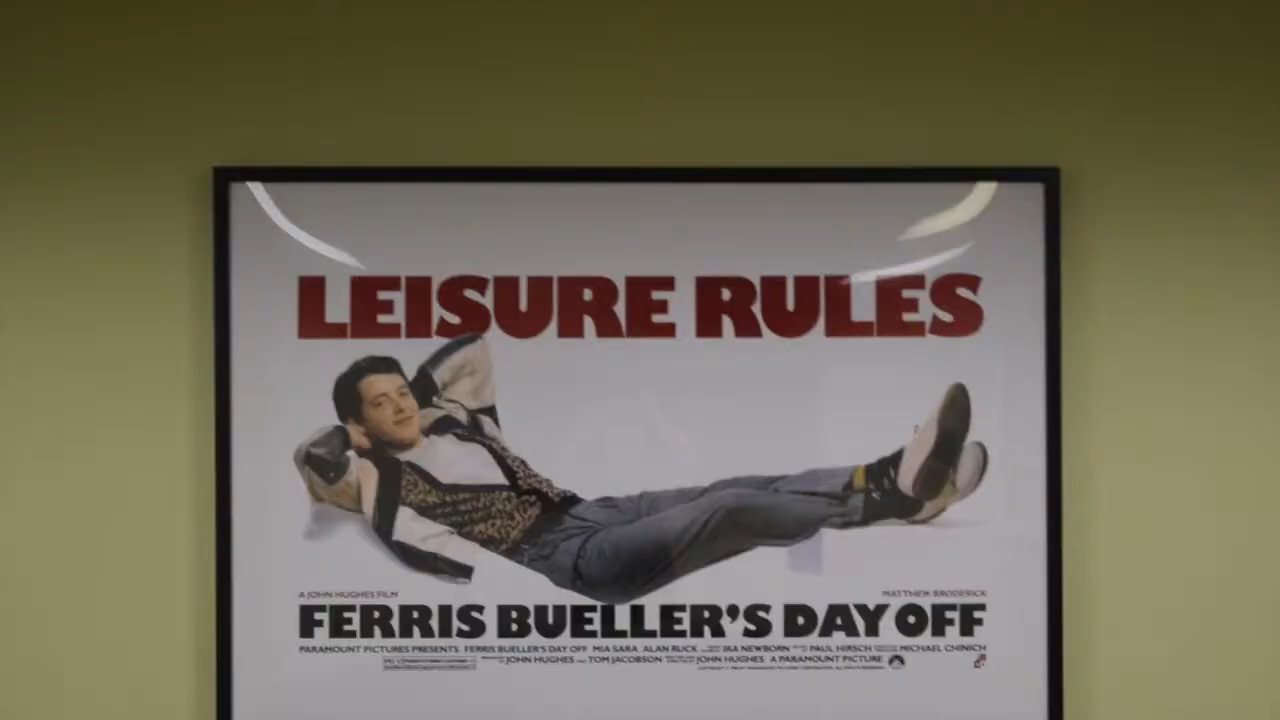 LEISURE RULES
A JOHN HUGHES FILM MATTHEW BRODERICK
FERRIS BUELLER'S DAY OFF
PARAMOUNT PICTURES PRESENTS FERRIS BUELLER'S DAY OFF MIA SARA ALAN RUCK IRA NEWBORN PAUL HIRSCH MICHAEL CHINICH
JOHN HUGHES AND TOM JACOBSON JOHN HUGHES A PARAMOUNT PICTURE